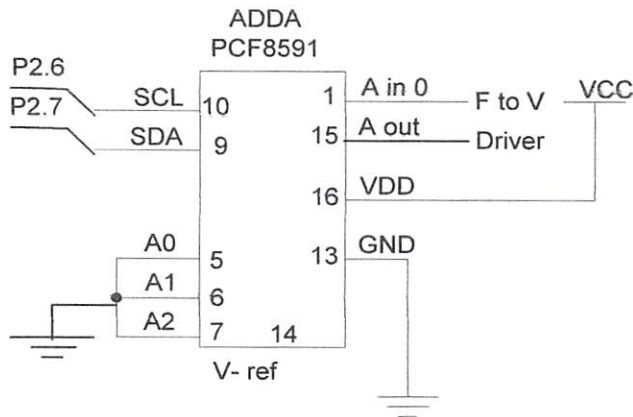 ADDA
PCF8591
P2.6
P2.7
SCL
SDA
10
9
1
A in 0
F to V
VCC
15
A out
Driver
16
VDD
13
GND
A0
5
A1
6
A2
7
14
V- ref